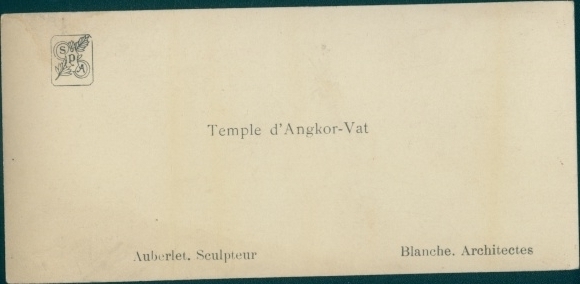 S
P
A
Temple d'Angkor-Vat
Auberlet. Sculpteur
Blanche. Architectes